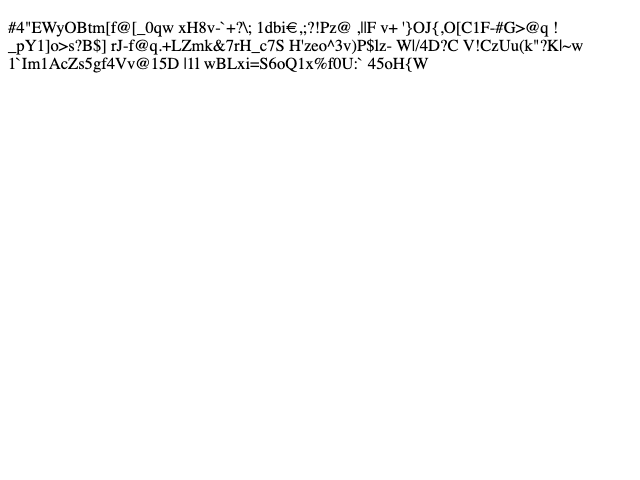 #4"EWyOBtm[f@[_0qw xH8v-`+?\; 1dbi€,;?!Pz@ ,||F v+ '}OJ{,O[C1F-#G>@q !
_pY1]o>s?B$] rJ-f@q.+LZmk&7rH_c7S H'zeo^3v)P$lz- W|/4D?C V!CzUu(k"?K|~w
1`Im1AcZs5gf4Vv@15D |1l wBLxi=S6oQ1x%f0U:` 45oH{W